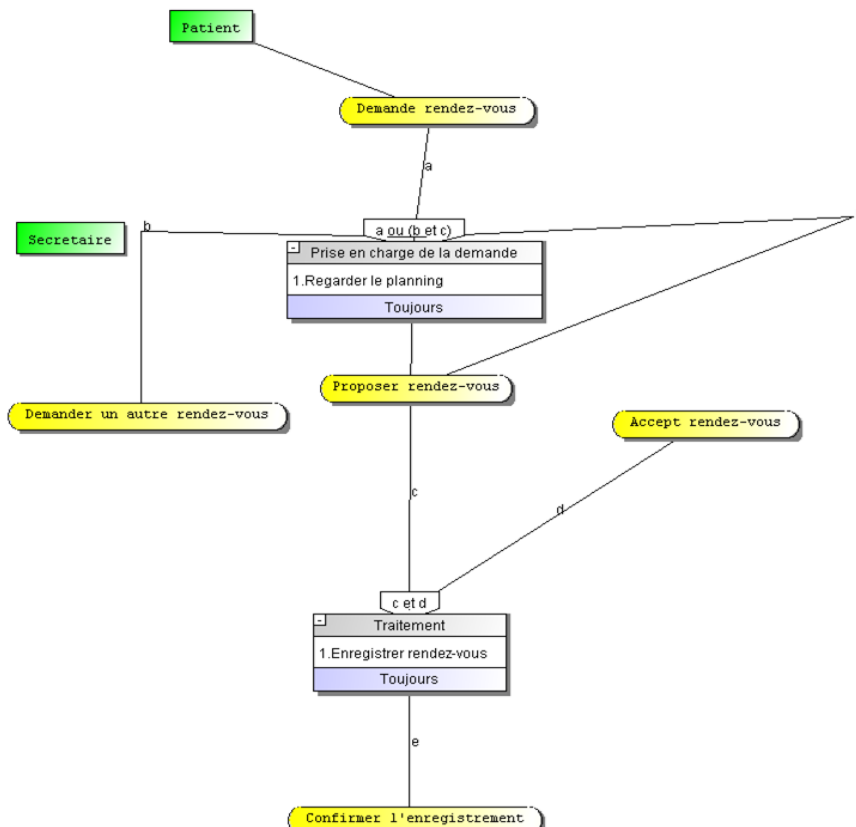 Patient
Demande rendez-vous
a
b
a ou (b et c)
Secretaire
Prise en charge de la demande
1.Regarder le planning
Toujours
Proposer rendez-vous
Demander un autre rendez-vous
Accept rendez-vous
c
d
c et d
Traitement
1.Enregistrer rendez-vous
Toujours
e
Confirmer l'enregistrement